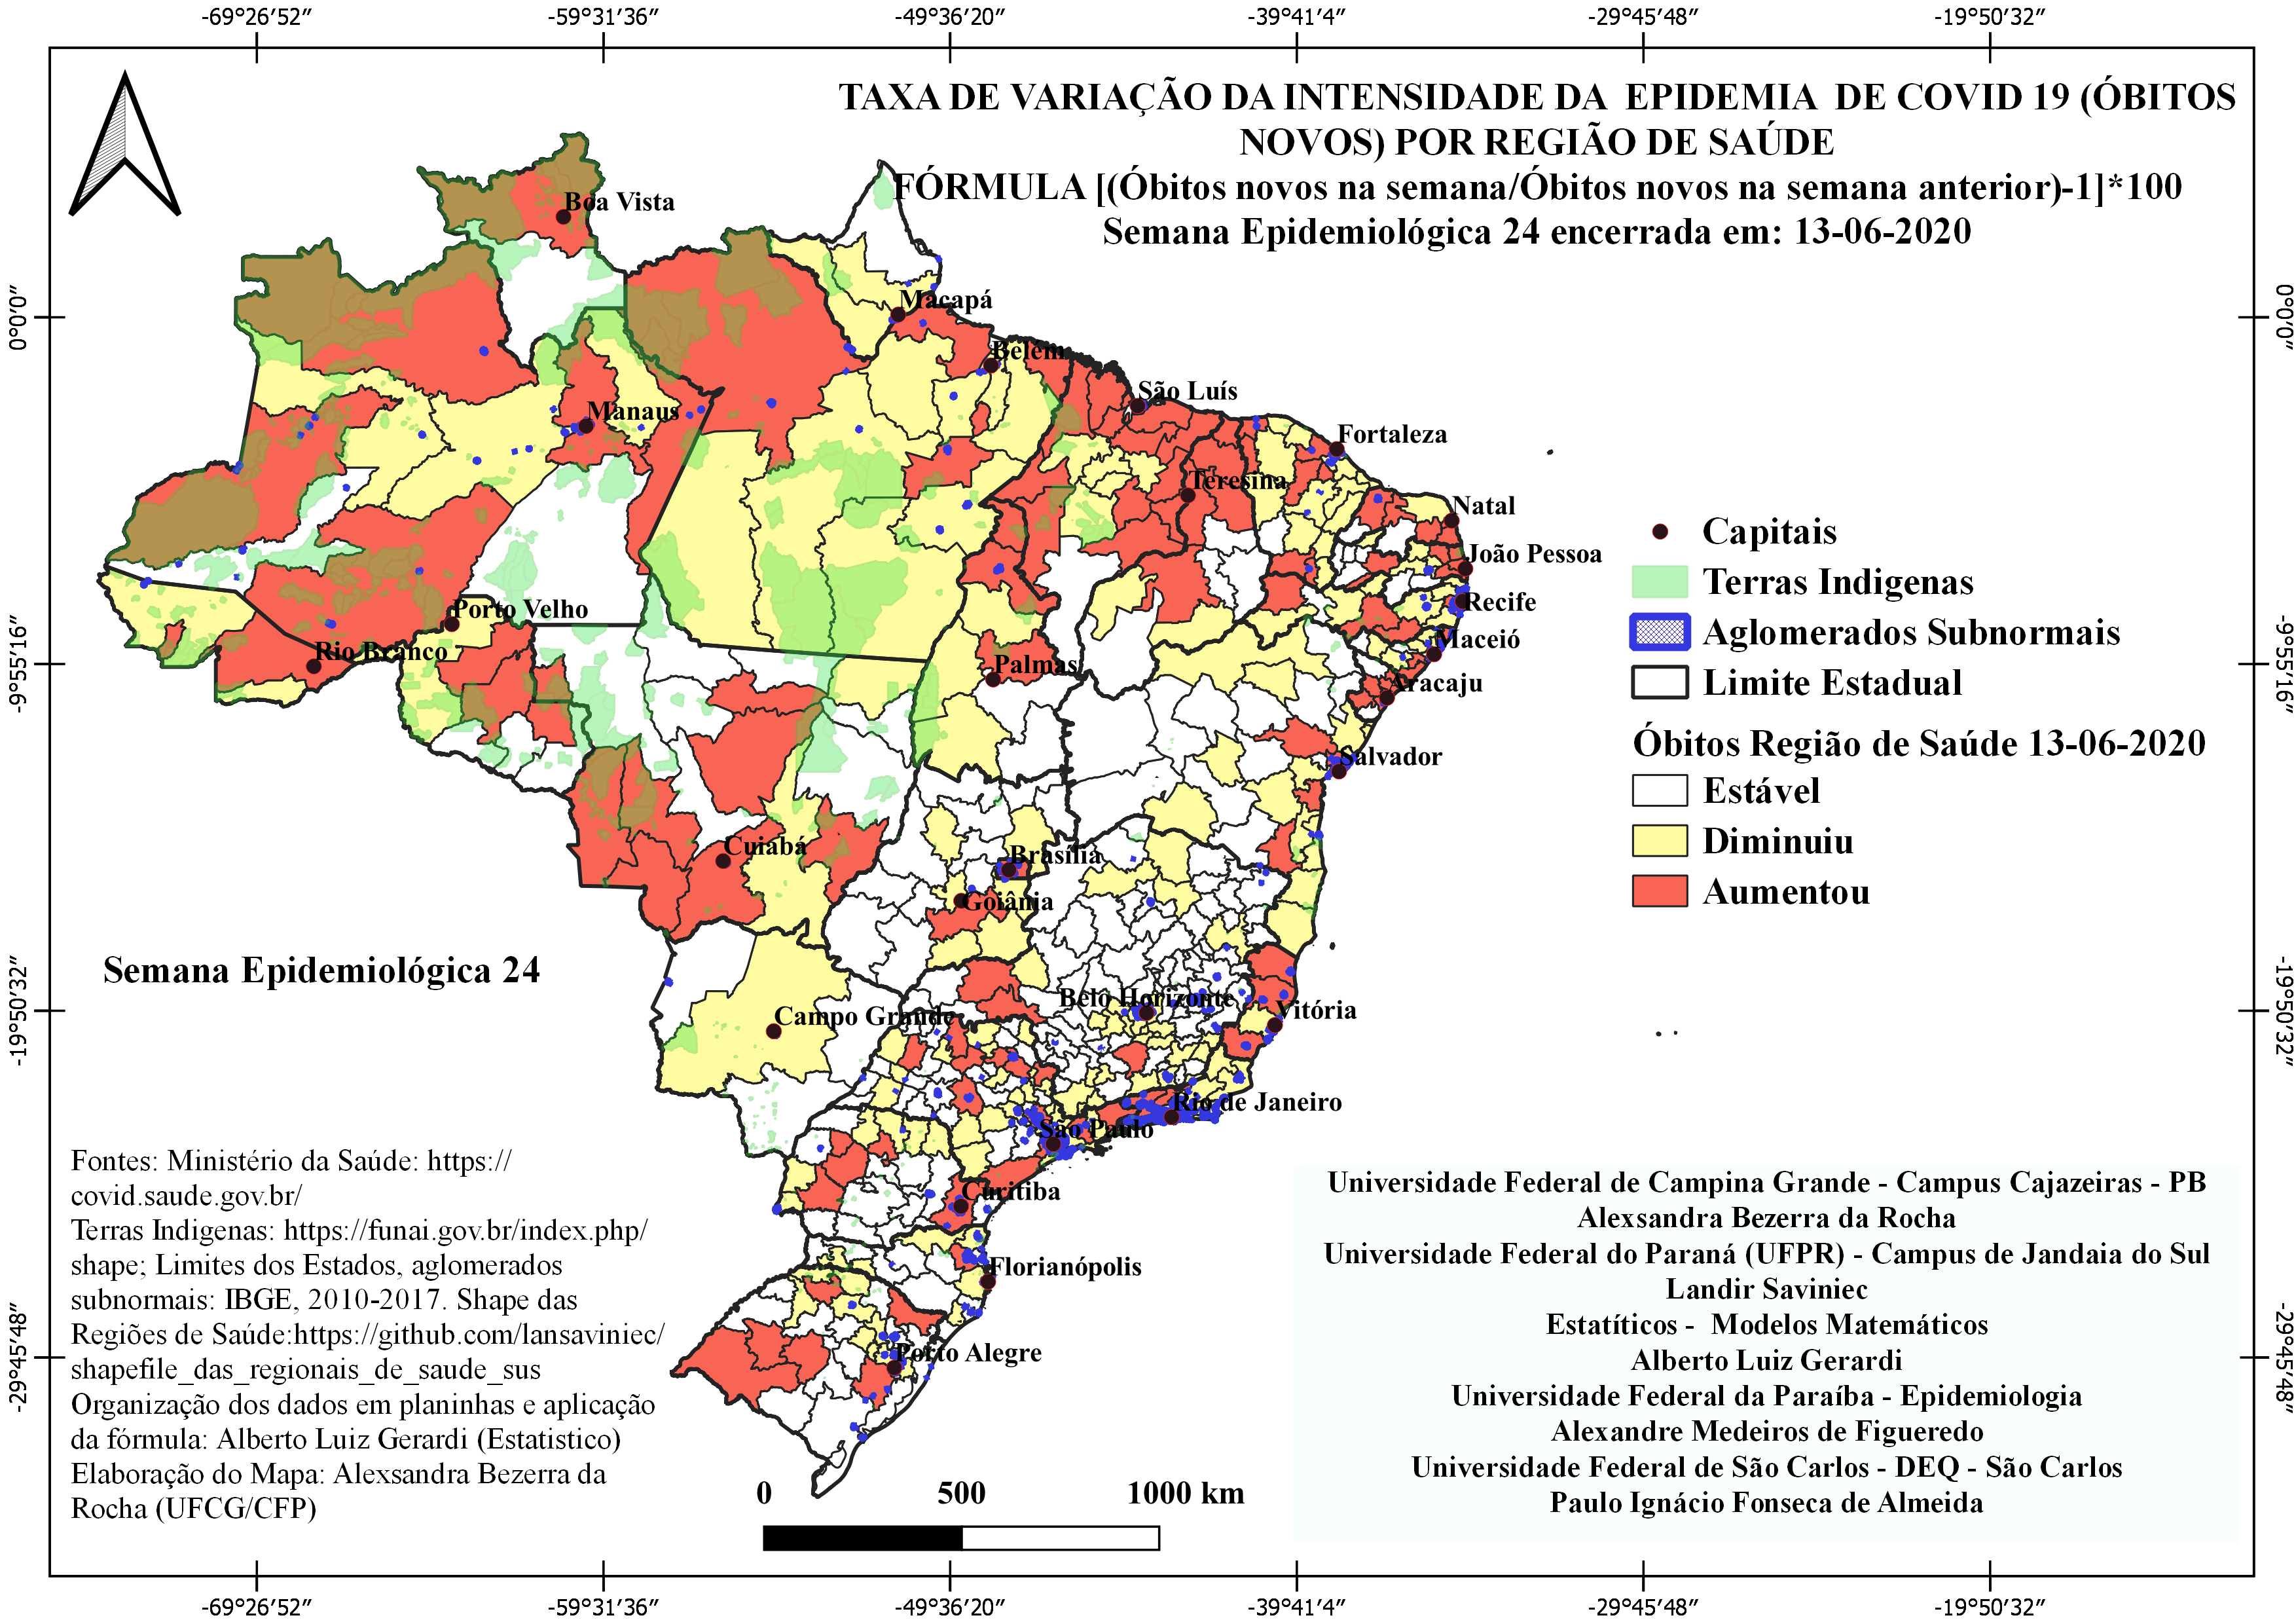 -69°26′52″ -59°31′36″ -49°36′20″ -39°41′4″ -29°45′48″ -19°50′32″
TAXA DE VARIAÇÃO DA INTENSIDADE DA EPIDEMIA DE COVID 19 (ÓBITOS
NOVOS) POR REGIÃO DE SAÚDE
FÓRMULA [(Óbitos novos na semana/Óbitos novos na semana anterior)-1]*100
Semana Epidemiológica 24 encerrada em: 13-06-2020
Boa Vista
Macapá
0°0′0″ 0°0′0″
Belém
São Luís
Manaus
Fortaleza
Teresina
Natal
João Pessoa
Porto Velho
Recife
Maceió
Rio Branco
Palmas
-9°55′16″ -9°55′16″
Aracaju
Salvador
Cuiabá
Brasília
Goiânia
Capitais
Terras Indigenas
Aglomerados Subnormais
Limite Estadual
Óbitos Região de Saúde 13-06-2020
Estável
Diminuiu
Aumentou
Semana Epidemiológica 24
Belo Horizonte
Vitória
Campo Grande
-19°50′32″ -19°50′32″
Rio de Janeiro
São Paulo
Curitiba
Florianópolis
Porto Alegre
-29°45′48″ -29°45′48″
Fontes: Ministério da Saúde: https://
covid.saude.gov.br/
Terras Indigenas: https://funai.gov.br/index.php/
shape; Limites dos Estados, aglomerados
subnormais: IBGE, 2010-2017. Shape das
Regiões de Saúde:https://github.com/lansaviniec/
shapefile_das_regionais_de_saude_sus
Organização dos dados em planinhas e aplicação
da fórmula: Alberto Luiz Gerardi (Estatistico)
Elaboração do Mapa: Alexsandra Bezerra da
Rocha (UFCG/CFP)
0 500 1000 km
Universidade Federal de Campina Grande - Campus Cajazeiras - PB
Alexsandra Bezerra da Rocha
Universidade Federal do Paraná (UFPR) - Campus de Jandaia do Sul
Landir Saviniec
Estatíticos - Modelos Matemáticos
Alberto Luiz Gerardi
Universidade Federal da Paraíba - Epidemiologia
Alexandre Medeiros de Figueredo
Universidade Federal de São Carlos - DEQ - São Carlos
Paulo Ignácio Fonseca de Almeida
-69°26′52″ -59°31′36″ -49°36′20″ -39°41′4″ -29°45′48″ -19°50′32″